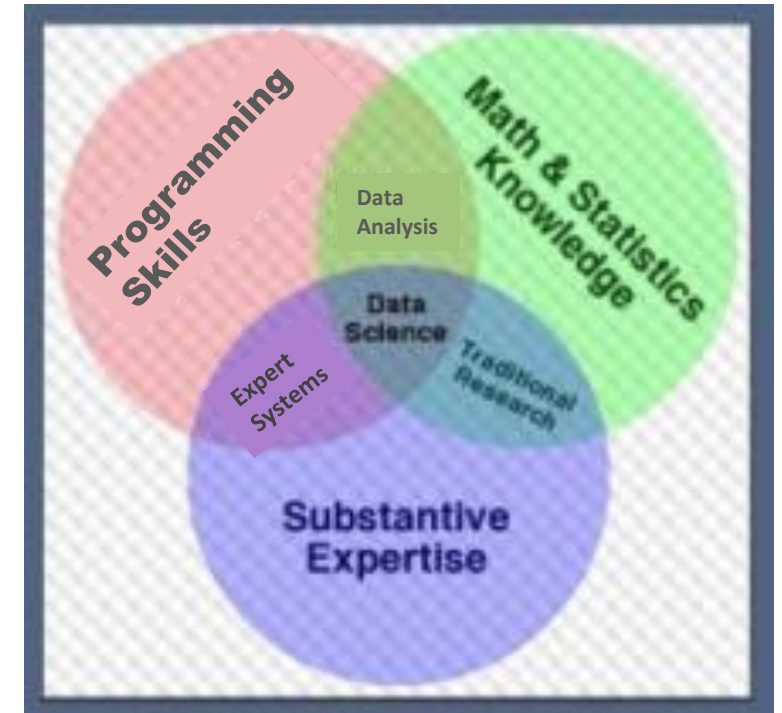 Programming
Skills
Math & Statistics
Knowledge
Data
Analysis
Data
Science
Expert
Systems
Traditional
Research
Substantive
Expertise